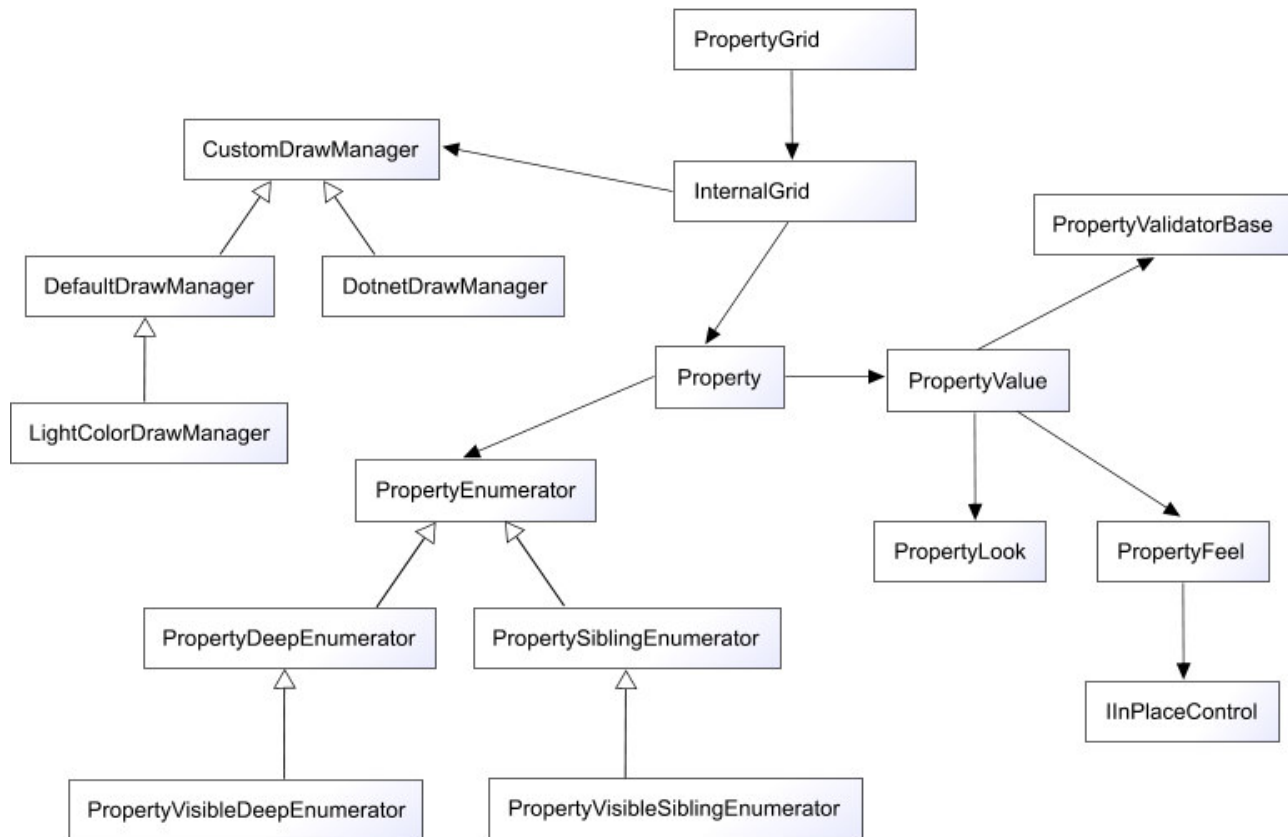 PropertyGrid
CustomDrawManager
InternalGrid
PropertyValidatorBase
DefaultDrawManager
DotnetDrawManager
Property
PropertyValue
LightColorDrawManager
PropertyEnumerator
PropertyLook
PropertyFeel
PropertyDeepEnumerator
PropertySiblingEnumerator
IInPlaceControl
PropertyVisibleDeepEnumerator
PropertyVisibleSiblingEnumerator